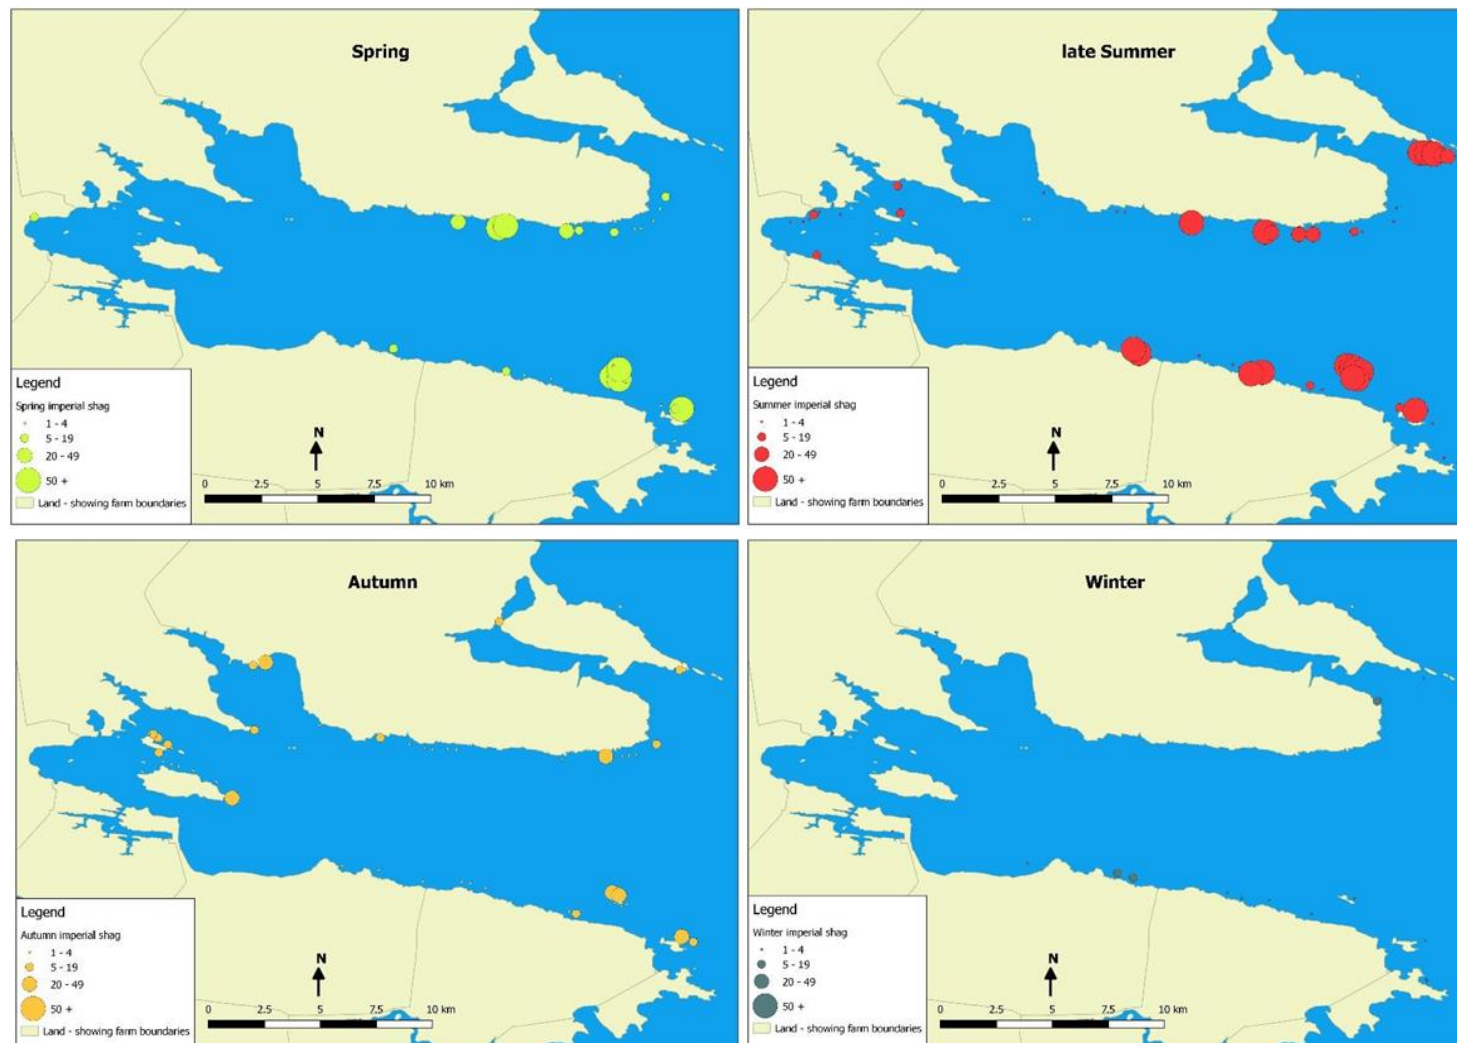 Spring
Legend
Spring imperial shag
1 - 4
5 - 19
20 - 49
50 +
Land - showing farm boundaries
N
0 2.5 5 7.5 10 km
late Summer
Legend
Summer imperial shag
1 - 4
5 - 19
20 - 49
50 +
Land - showing farm boundaries
N
0 2.5 5 7.5 10 km
Autumn
Legend
Autumn imperial shag
1 - 4
5 - 19
20 - 49
50 +
Land - showing farm boundaries
N
0 2.5 5 7.5 10 km
Winter
Legend
Winter imperial shag
1 - 4
5 - 19
20 - 49
50 +
Land - showing farm boundaries
N
0 2.5 5 7.5 10 km